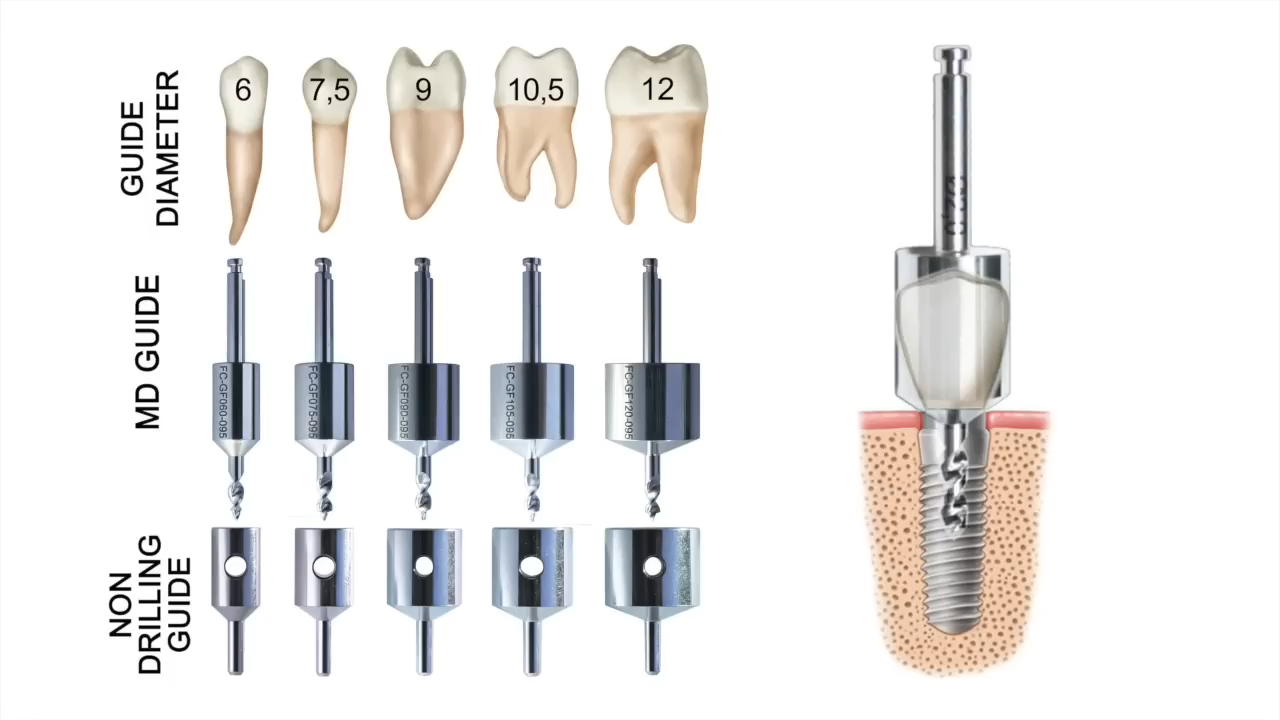 GUIDE
DIAMETER
6
7,5
9
10,5
12
MD GUIDE
FC-GF060-095
FC-GF075-095
FC-GF090-095
FC-GF105-095
FC-GF120-095
NON
DRILLING
GUIDE